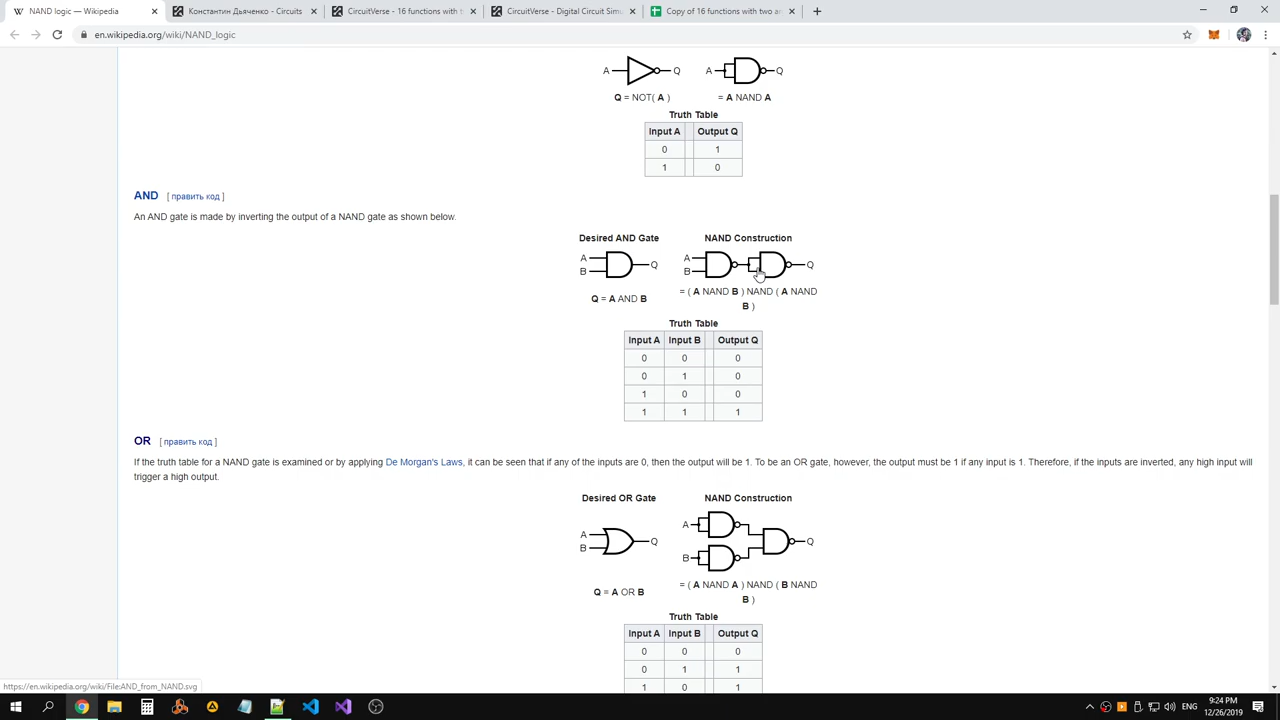 NAND logic — Wikipedia
Константин Дьяченко - Circuits
CircuitVerse - 16 functions with t
CircuitVerse - Digital Circuit Simu
Copy of 16 functions with two a
en.wikipedia.org/wiki/NAND_logic
A Q A Q
Q = NOT( A ) = A NAND A
Truth Table
Input A Output Q
0 1
1 0
AND [ править код ]
An AND gate is made by inverting the output of a NAND gate as shown below.
Desired AND Gate NAND Construction
A A
Q Q
B B
= ( A NAND B ) NAND ( A NAND
Q = A AND B
B )
Truth Table
Input A Input B Output Q
0 0 0
0 1 0
1 0 0
1 1 1
OR [ править код ]
If the truth table for a NAND gate is examined or by applying De Morgan's Laws, it can be seen that if any of the inputs are 0, then the output will be 1. To be an OR gate, however, the output must be 1 if any input is 1. Therefore, if the inputs are inverted, any high input will
trigger a high output.
Desired OR Gate NAND Construction
A
A
Q Q
B
B
= ( A NAND A ) NAND ( B NAND
Q = A OR B
B )
Truth Table
Input A Input B Output Q
0 0 0
0 1 1
1 0 1
https://en.wikipedia.org/wiki/File:AND_from_NAND.svg
ENG
9:24 PM
12/26/2019